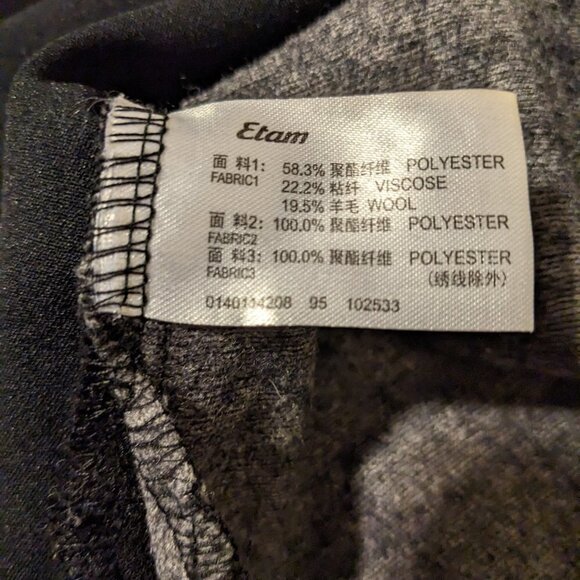 Etam
面 料1: 58.3% 聚酯纤维 POLYESTER
FABRIC1 22.2% 粘纤 VISCOSE
19.5% 羊毛 WOOL
面 料2: 100.0% 聚酯纤维 POLYESTER
FABRIC2
面 料3: 100.0% 聚酯纤维 POLYESTER
FABRIC3 (绣线除外)
0140114208 95 102533